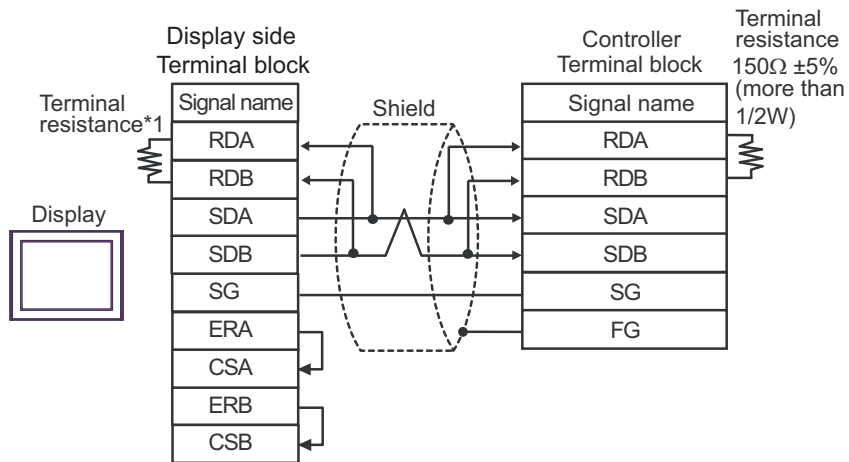 Display side
Terminal block
Controller
Terminal block
Terminal
resistance
150Ω ±5%
(more than
1/2W)
Terminal
resistance*1
Shield
Display
Signal name
RDA
RDB
SDA
SDB
SG
ERA
CSA
ERB
CSB
Signal name
RDA
RDB
SDA
SDB
SG
FG